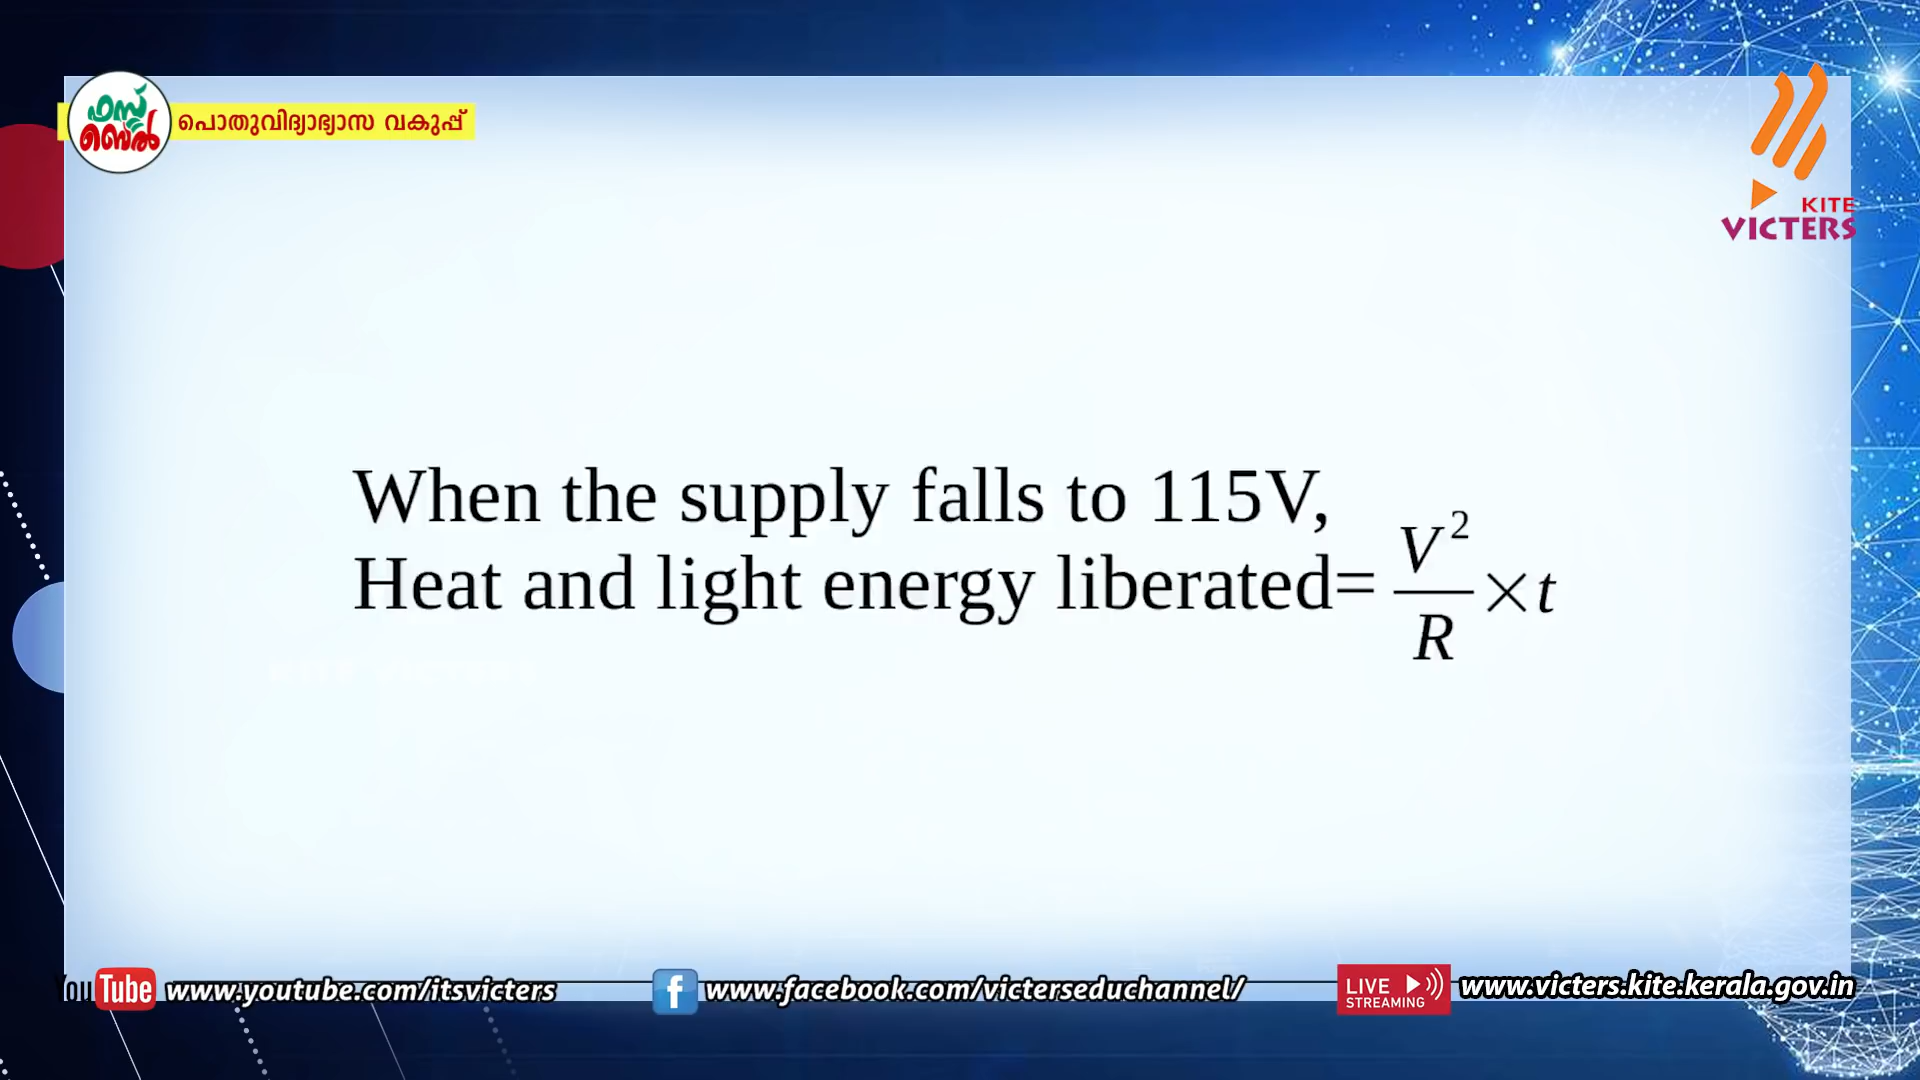 ഫസ്റ്റ്
ബെൽ
പൊതുവിദ്യാഭ്യാസ വകുപ്പ്
KITE
VICTERS
When the supply falls to 115V,
Heat and light energy liberated= V²/R × t
YouTube www.youtube.com/itsvicters
f www.facebook.com/victerseduchannel/
LIVE STREAMING www.victers.kite.kerala.gov.in